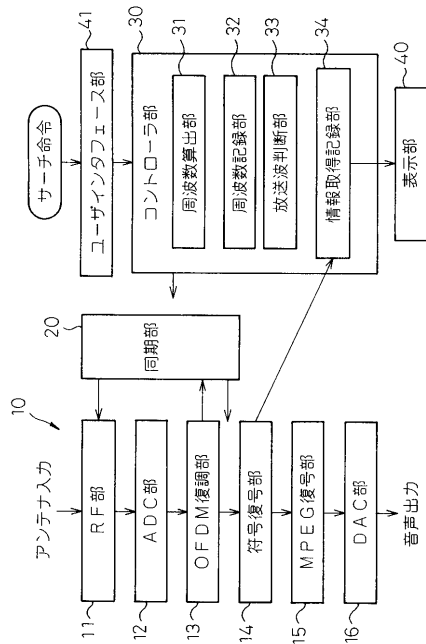 10
アンテナ入力
11
RF部
12
ADC部
13
OFDM復調部
14
符号復号部
15
MPEG復号部
16
DAC部
音声出力
20
同期部
サーチ命令
41
ユーザインタフェース部
30
コントローラ部
31
周波数算出部
32
周波数記録部
33
放送波判断部
34
情報取得記録部
40
表示部